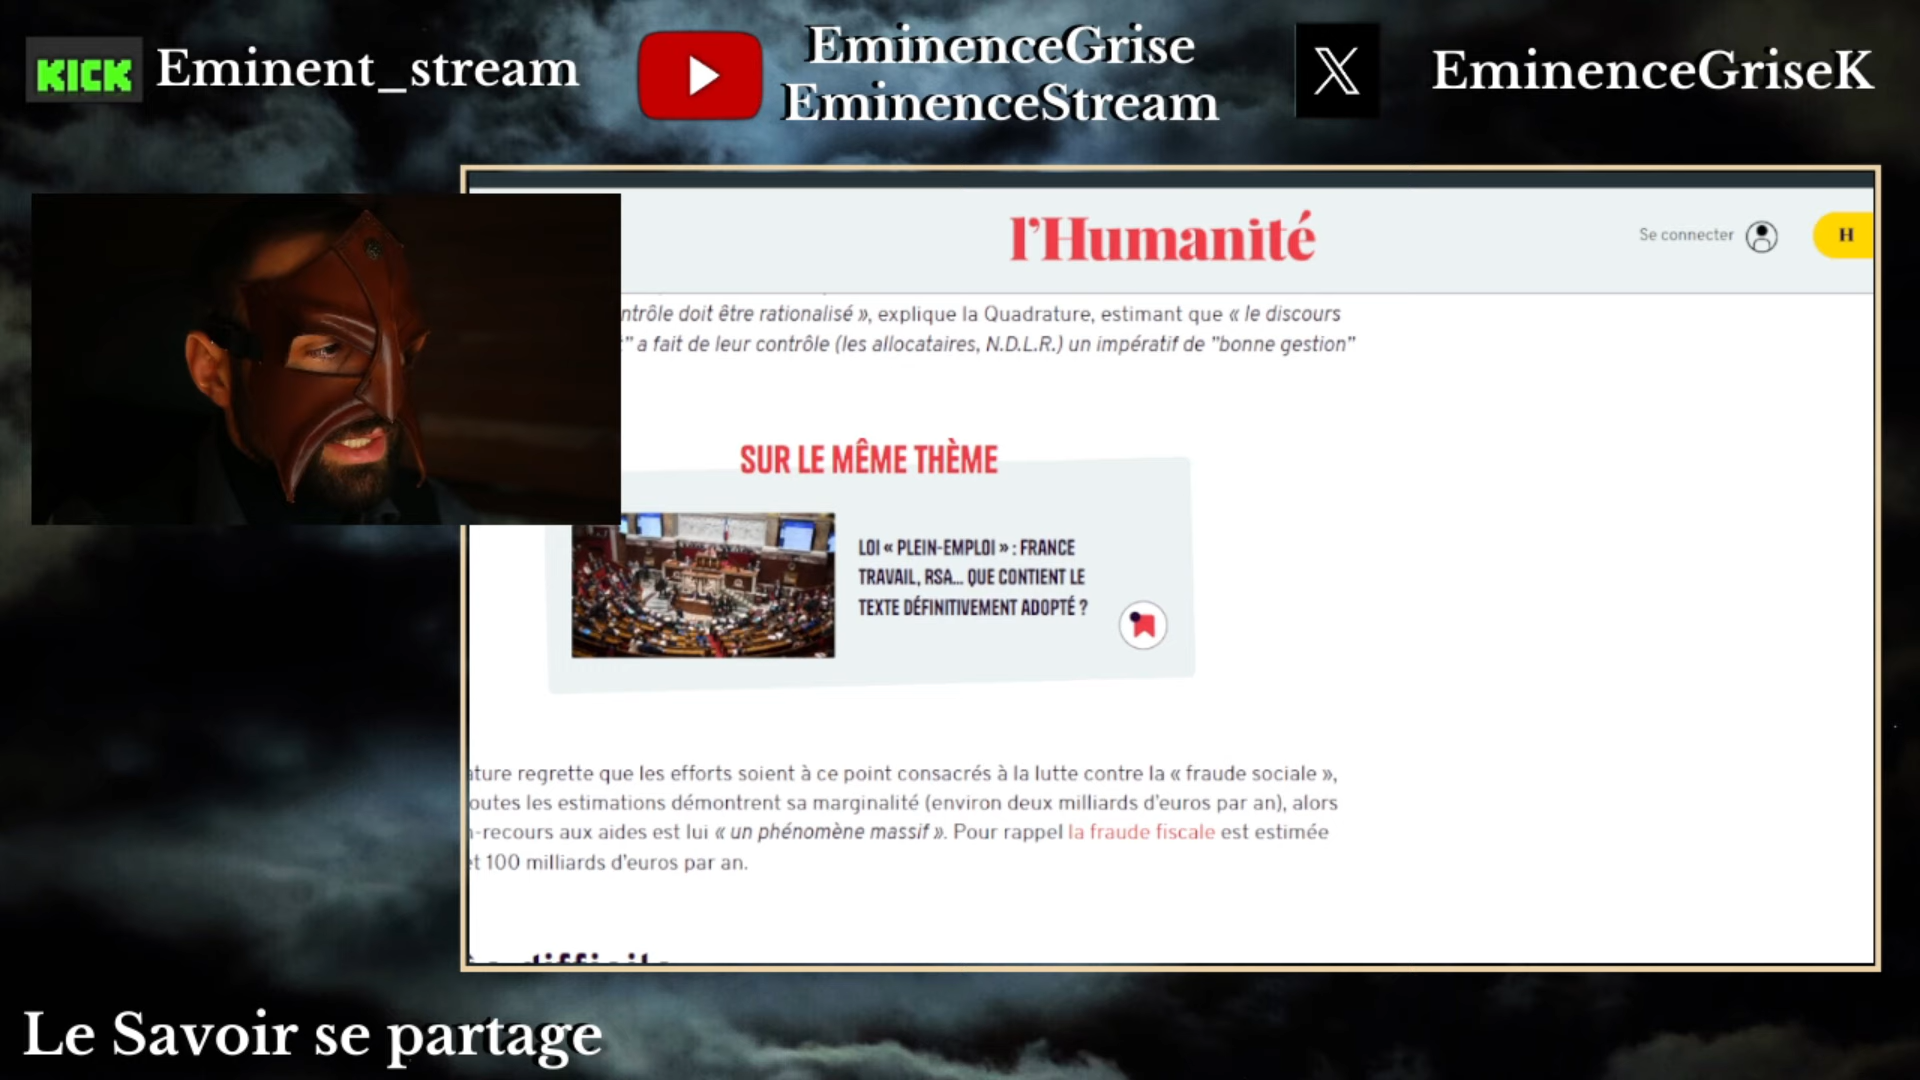 KICK
Eminent_stream
EminenceGrise
EminenceStream
EminenceGriseK
l'Humanité
Se connecter
H
ntrôle doit être rationalisé », explique la Quadrature, estimant que « le discours
" a fait de leur contrôle (les allocataires, N.D.L.R.) un impératif de "bonne gestion"
SUR LE MÊME THÈME
LOI « PLEIN-EMPLOI » : FRANCE
TRAVAIL, RSA... QUE CONTIENT LE
TEXTE DÉFINITIVEMENT ADOPTÉ ?
ature regrette que les efforts soient à ce point consacrés à la lutte contre la « fraude sociale »,
outes les estimations démontrent sa marginalité (environ deux milliards d'euros par an), alors
-recours aux aides est lui « un phénomène massif ». Pour rappel la fraude fiscale est estimée
et 100 milliards d'euros par an.
Le Savoir se partage